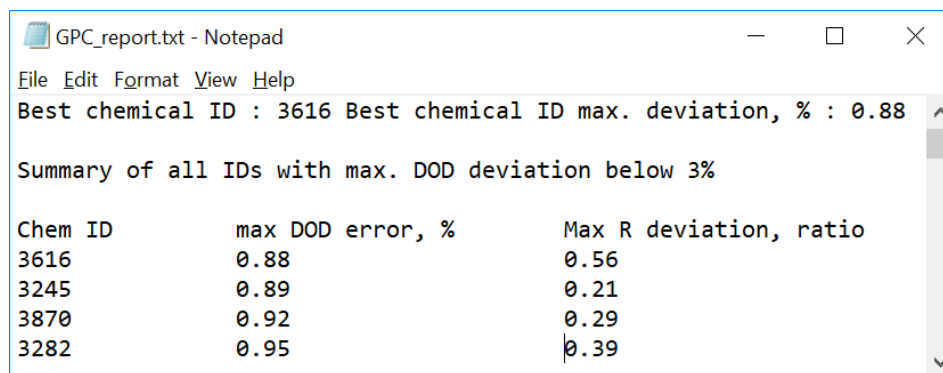 GPC_report.txt - Notepad
File Edit Format View Help
Best chemical ID : 3616 Best chemical ID max. deviation, % : 0.88
Summary of all IDs with max. DOD deviation below 3%
Chem ID max DOD error, % Max R deviation, ratio
3616 0.88 0.56
3245 0.89 0.21
3870 0.92 0.29
3282 0.95 0.39